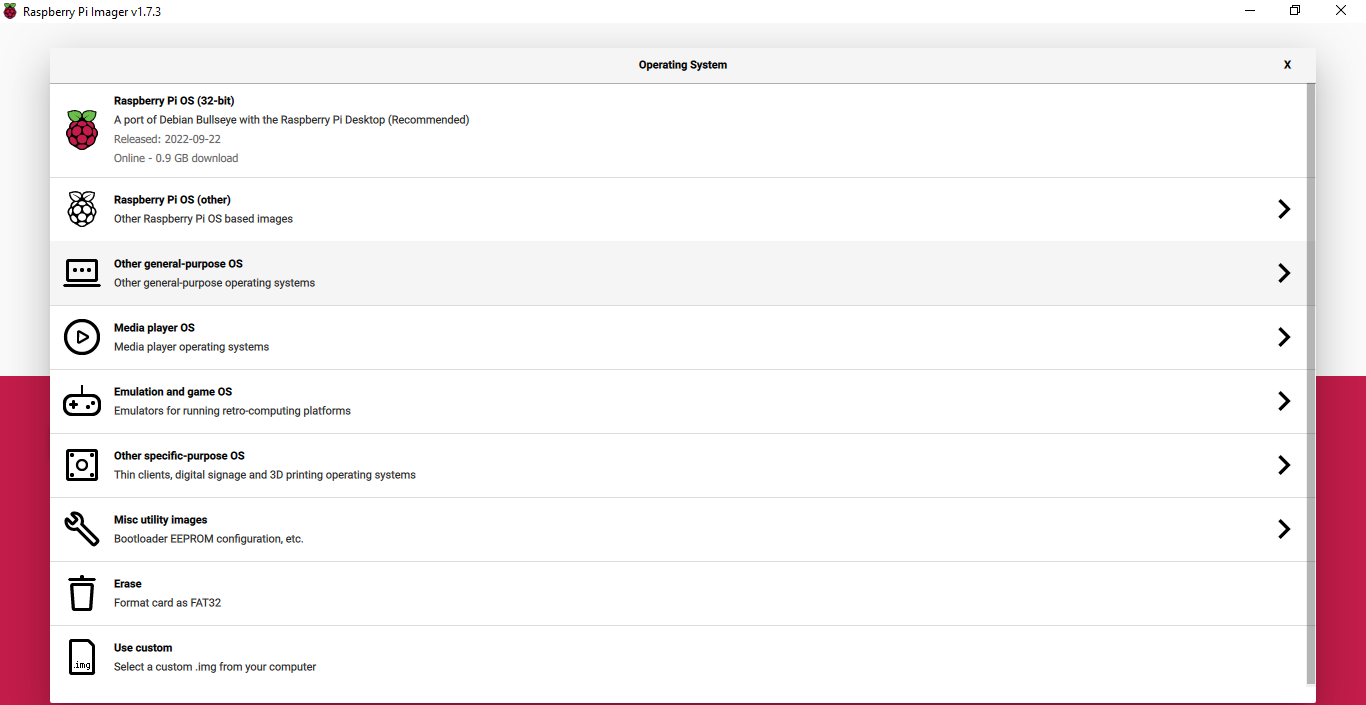 Raspberry Pi Imager v1.7.3
Operating System
X
Raspberry Pi OS (32-bit)
A port of Debian Bullseye with the Raspberry Pi Desktop (Recommended)
Released: 2022-09-22
Online - 0.9 GB download
Raspberry Pi OS (other)
Other Raspberry Pi OS based images
Other general-purpose OS
Other general-purpose operating systems
Media player OS
Media player operating systems
Emulation and game OS
Emulators for running retro-computing platforms
Other specific-purpose OS
Thin clients, digital signage and 3D printing operating systems
Misc utility images
Bootloader EEPROM configuration, etc.
Erase
Format card as FAT32
.img
Use custom
Select a custom .img from your computer